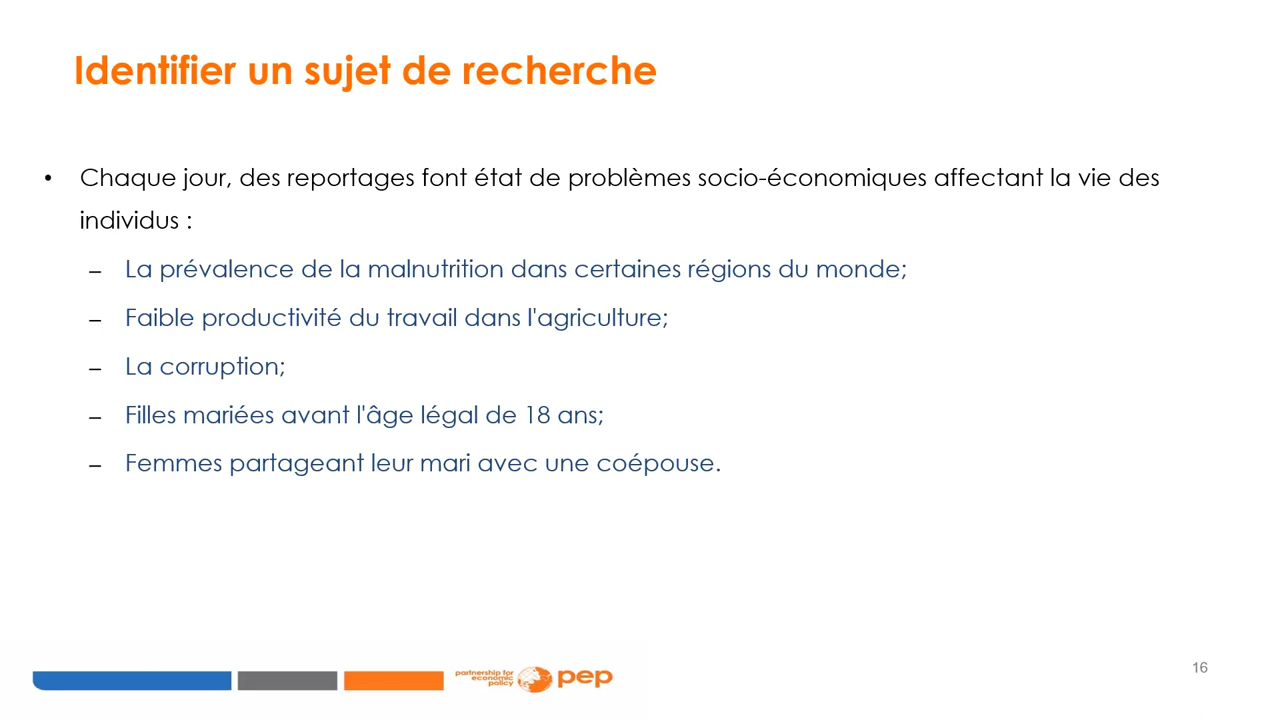 Identifier un sujet de recherche
• Chaque jour, des reportages font état de problèmes socio-économiques affectant la vie des
individus :
– La prévalence de la malnutrition dans certaines régions du monde;
– Faible productivité du travail dans l'agriculture;
– La corruption;
– Filles mariées avant l'âge légal de 18 ans;
– Femmes partageant leur mari avec une coépouse.
partnership for
economic
policy
pep
16